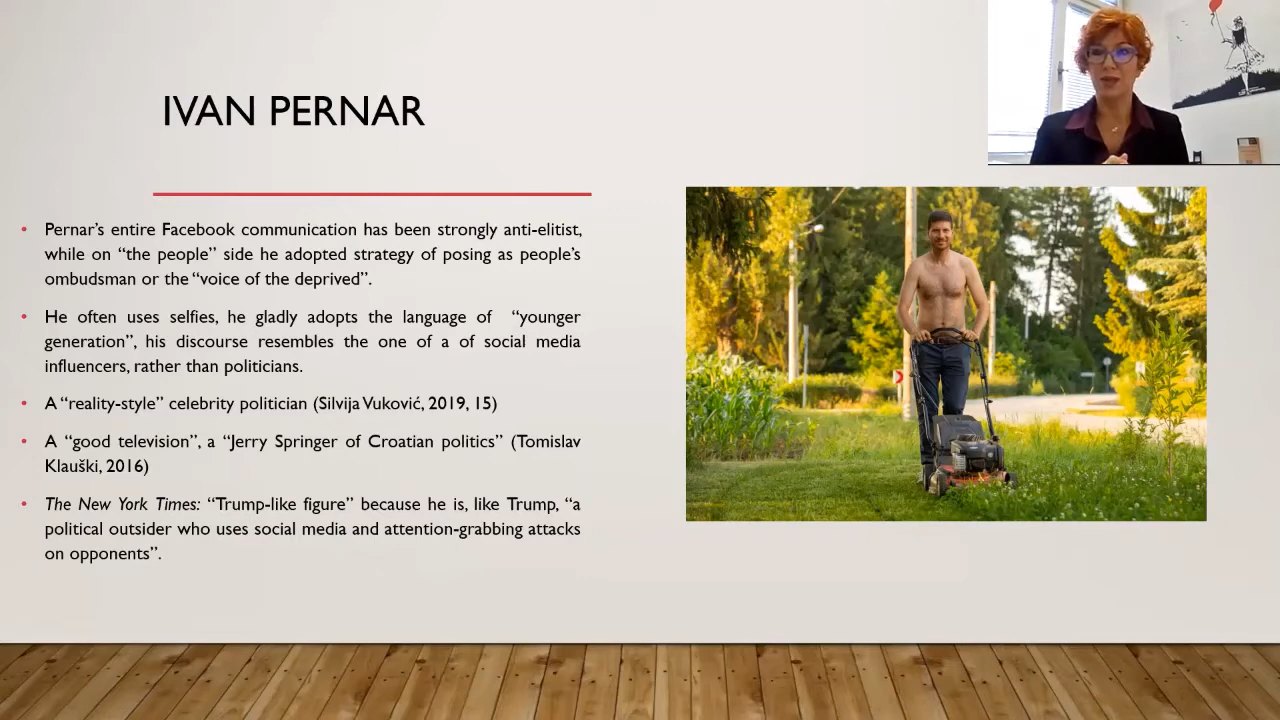 IVAN PERNAR
• Pernar's entire Facebook communication has been strongly anti-elitist,
while on “the people” side he adopted strategy of posing as people's
ombudsman or the “voice of the deprived”.
• He often uses selfies, he gladly adopts the language of “younger
generation”, his discourse resembles the one of a of social media
influencers, rather than politicians.
• A “reality-style” celebrity politician (Silvija Vuković, 2019, 15)
• A “good television”, a “Jerry Springer of Croatian politics” (Tomislav
Klauški, 2016)
• The New York Times: “Trump-like figure” because he is, like Trump, “a
political outsider who uses social media and attention-grabbing attacks
on opponents”.